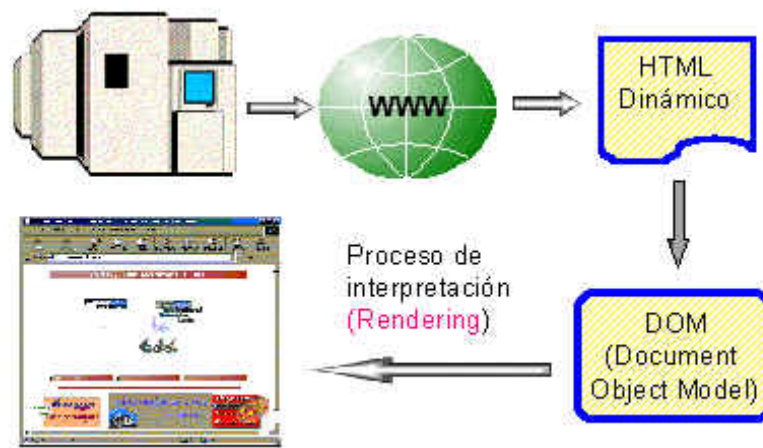 WWW
HTML
Dinámico
Proceso de
interpretación
(Rendering)
DOM
(Document
Object Model)